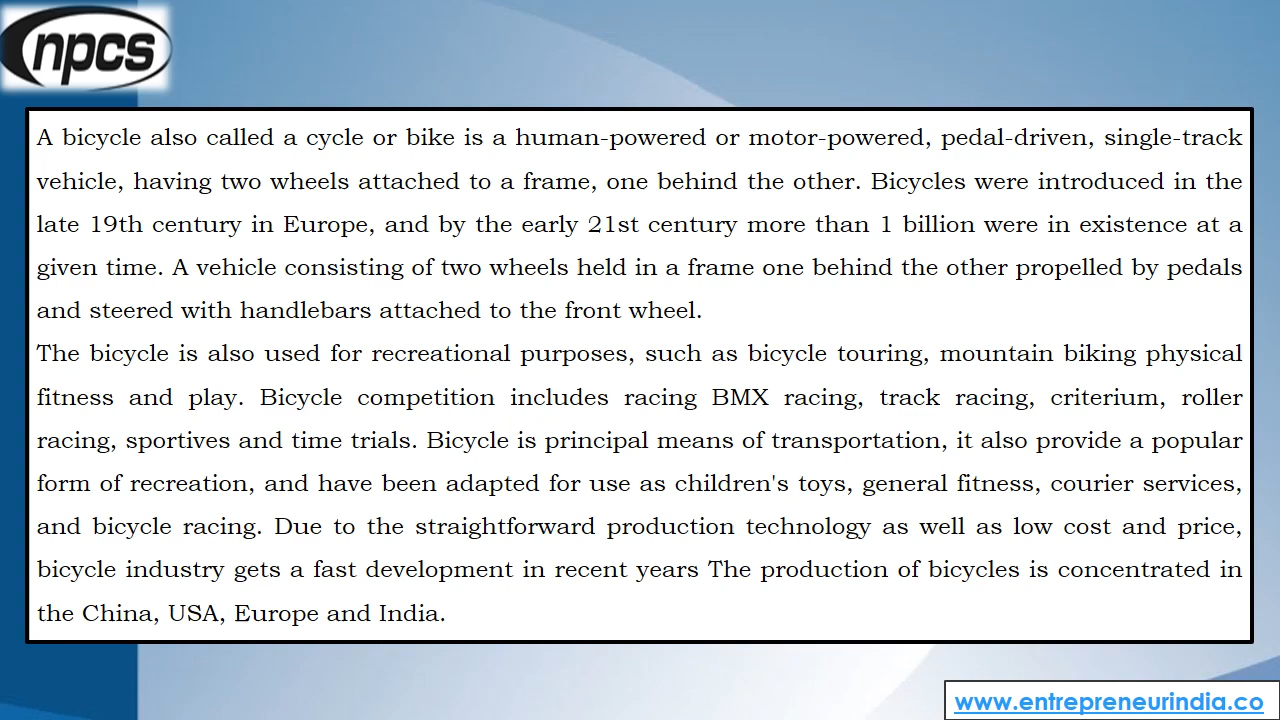 npcs
A bicycle also called a cycle or bike is a human-powered or motor-powered, pedal-driven, single-track
vehicle, having two wheels attached to a frame, one behind the other. Bicycles were introduced in the
late 19th century in Europe, and by the early 21st century more than 1 billion were in existence at a
given time. A vehicle consisting of two wheels held in a frame one behind the other propelled by pedals
and steered with handlebars attached to the front wheel.
The bicycle is also used for recreational purposes, such as bicycle touring, mountain biking physical
fitness and play. Bicycle competition includes racing BMX racing, track racing, criterium, roller
racing, sportives and time trials. Bicycle is principal means of transportation, it also provide a popular
form of recreation, and have been adapted for use as children's toys, general fitness, courier services,
and bicycle racing. Due to the straightforward production technology as well as low cost and price,
bicycle industry gets a fast development in recent years The production of bicycles is concentrated in
the China, USA, Europe and India.
www.entrepreneurindia.co